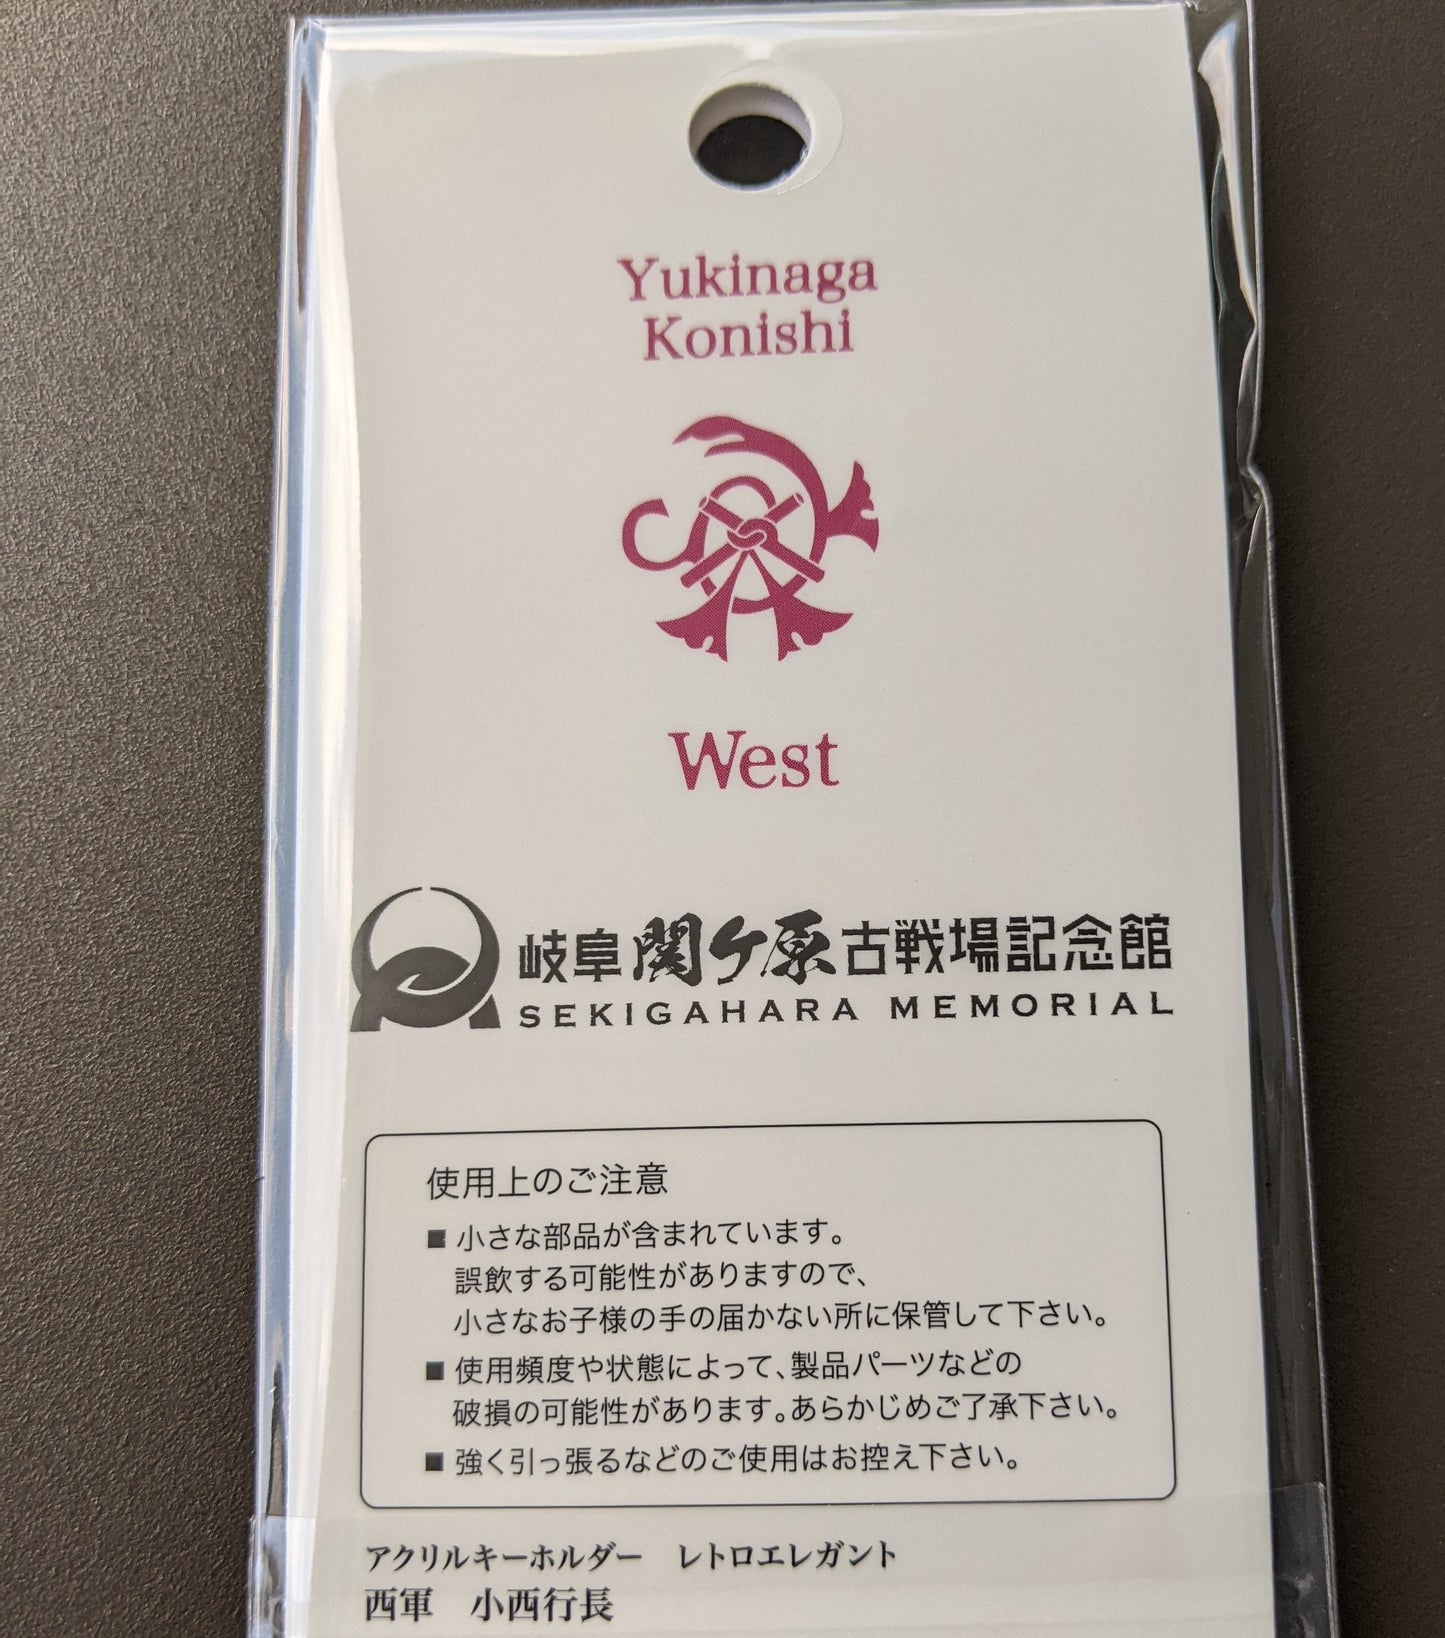 Yukinaga
Konishi
West
岐阜関ケ原古戦場記念館
SEKIGAHARA MEMORIAL
使用上のご注意
■ 小さな部品が含まれています。
誤飲する可能性がありますので、
小さなお子様の手の届かない所に保管して下さい。
■ 使用頻度や状態によって、製品パーツなどの
破損の可能性があります。あらかじめご了承下さい。
■ 強く引っ張るなどのご使用はお控え下さい。
アクリルキーホルダー　レトロエレガント
西軍　小西行長